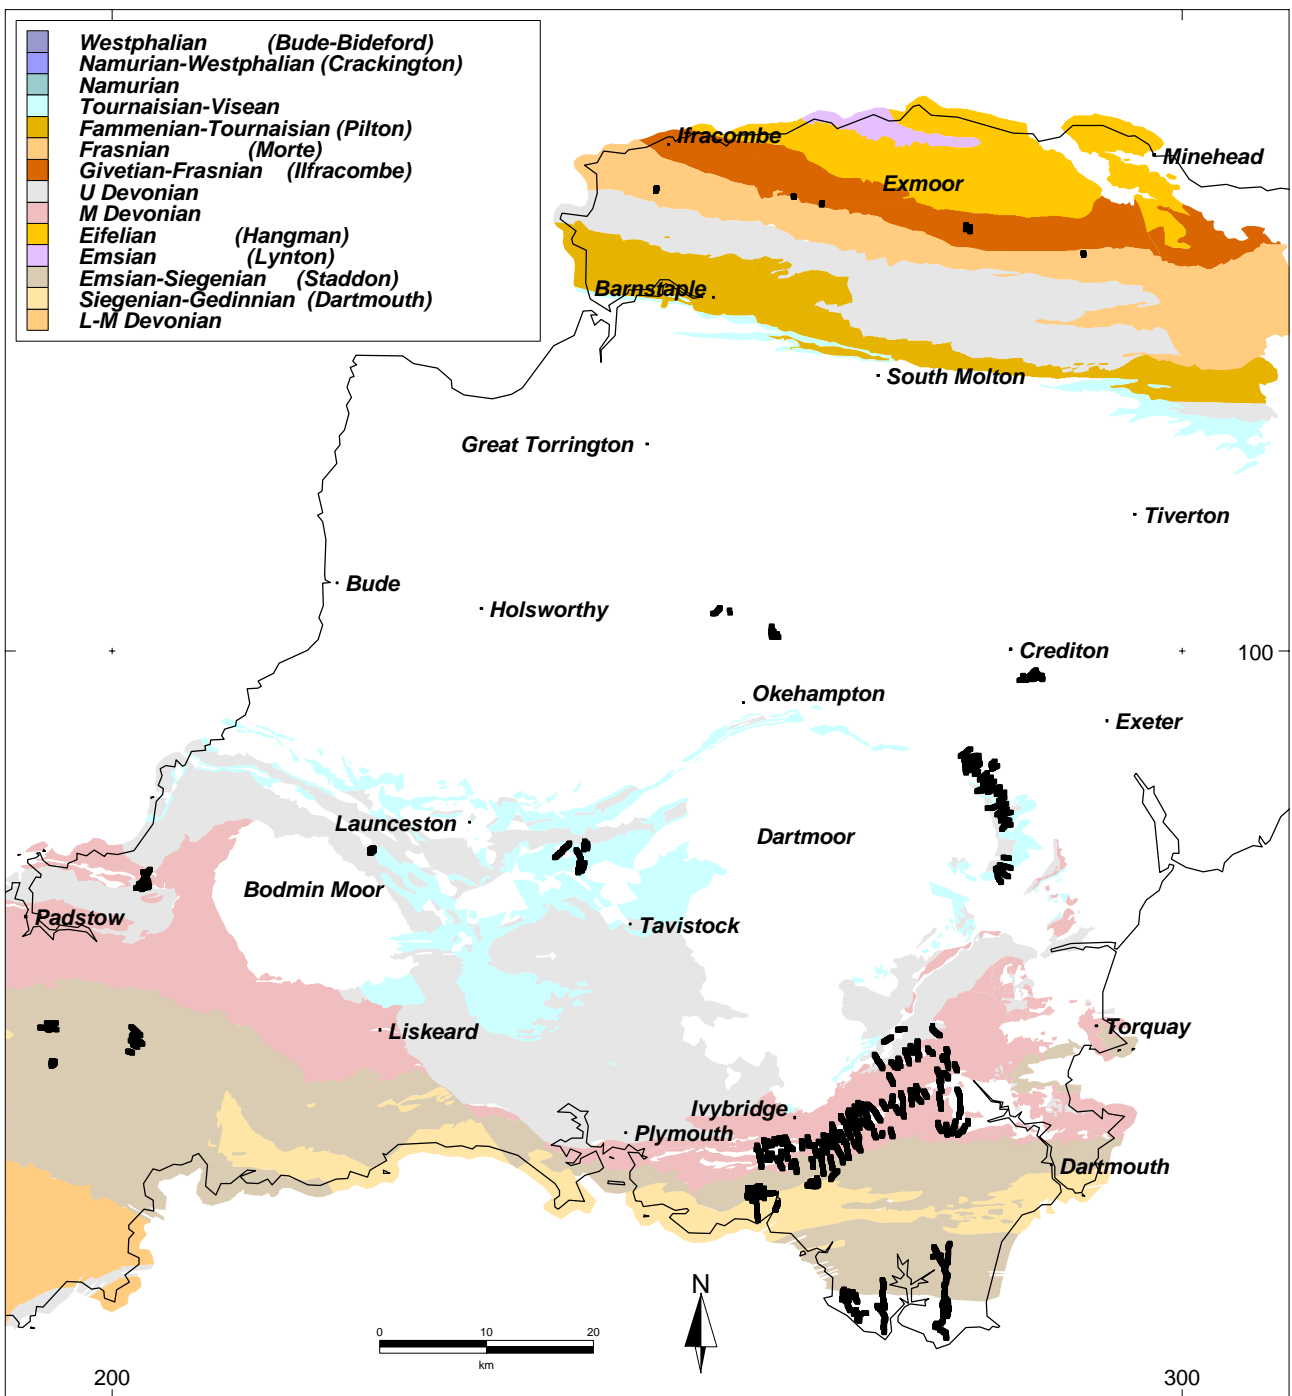 Westphalian (Bude-Bideford)
Namurian-Westphalian (Crackington)
Namurian
Tournaisian-Visean
Fammenian-Tournaisian (Pilton)
Frasnian (Morte)
Givetian-Frasnian (Ilfracombe)
U Devonian
M Devonian
Eifelian (Hangman)
Emsian (Lynton)
Emsian-Siegenian (Staddon)
Siegenian-Gedinnian (Dartmouth)
L-M Devonian
Ilfracombe
Minehead
Exmoor
Barnstaple
South Molton
Great Torrington
Tiverton
Bude
Holsworthy
Crediton
100
Okehampton
Exeter
Launceston
Dartmoor
Bodmin Moor
Padstow
Tavistock
Liskeard
Torquay
Ivybridge
Plymouth
Dartmouth
N
0 10 20
km
200 300